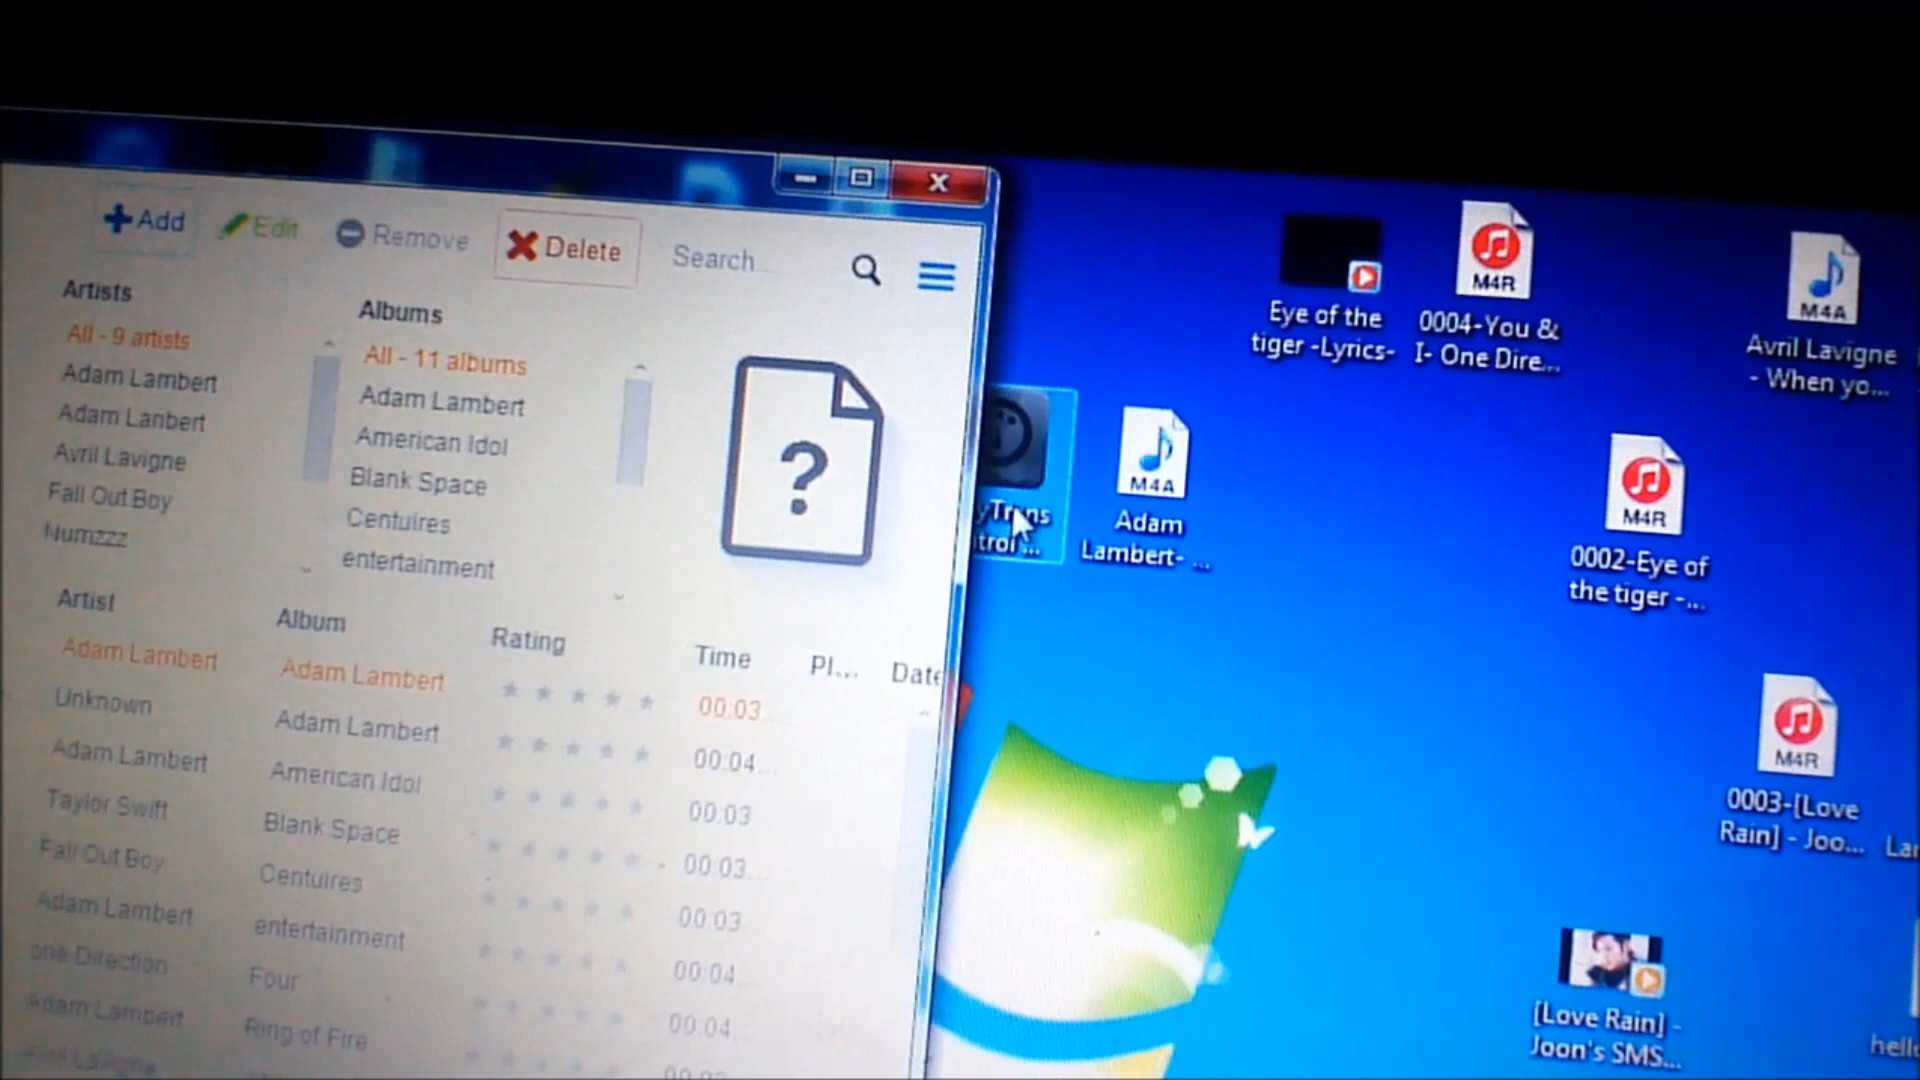 Add Edit Remove Delete Search
Artists
All - 9 artists
Adam Lambert
Adam Lanbert
Avril Lavigne
Fall Out Boy
Numzzz
Albums
All - 11 albums
Adam Lambert
American Idol
Blank Space
Centuires
entertainment
?
Artist Album Rating Time Pl... Date
Adam Lambert Adam Lambert 00:03
Unknown Adam Lambert 00:04...
Adam Lambert American Idol 00:03
Taylor Swift Blank Space 00:03...
Fall Out Boy Centuires 00:03
Adam Lambert entertainment 00:04
one Ditection Four 00:04
Adam Lambert Ring of Fire
Eye of the
tiger -Lyrics-
M4R
0004-You &
I- One Dire...
M4A
Avril Lavigne
- When yo...
M4A
Adam
Lambert- ...
M4R
0002-Eye of
the tiger -...
M4R
0003-[Love
Rain] - Joo...
[Love Rain] -
Joon's SMS...